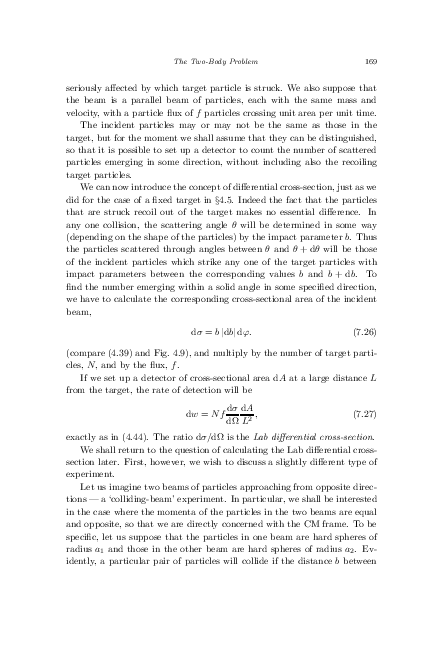 The Two-Body Problem 169
seriously affected by which target particle is struck. We also suppose that
the beam is a parallel beam of particles, each with the same mass and
velocity, with a particle flux of f particles crossing unit area per unit time.
The incident particles may or may not be the same as those in the
target, but for the moment we shall assume that they can be distinguished,
so that it is possible to set up a detector to count the number of scattered
particles emerging in some direction, without including also the recoiling
target particles.
We can now introduce the concept of differential cross-section, just as we
did for the case of a fixed target in §4.5. Indeed the fact that the particles
that are struck recoil out of the target makes no essential difference. In
any one collision, the scattering angle θ will be determined in some way
(depending on the shape of the particles) by the impact parameter b. Thus
the particles scattered through angles between θ and θ + dθ will be those
of the incident particles which strike any one of the target particles with
impact parameters between the corresponding values b and b + db. To
find the number emerging within a solid angle in some specified direction,
we have to calculate the corresponding cross-sectional area of the incident
beam,
dσ = b |db| dφ. (7.26)
(compare (4.39) and Fig. 4.9), and multiply by the number of target parti-
cles, N, and by the flux, f.
If we set up a detector of cross-sectional area dA at a large distance L
from the target, the rate of detection will be
dw = Nf dσ/dΩ dA/L², (7.27)
exactly as in (4.44). The ratio dσ/dΩ is the Lab differential cross-section.
We shall return to the question of calculating the Lab differential cross-
section later. First, however, we wish to discuss a slightly different type of
experiment.
Let us imagine two beams of particles approaching from opposite direc-
tions — a ‘colliding-beam’ experiment. In particular, we shall be interested
in the case where the momenta of the particles in the two beams are equal
and opposite, so that we are directly concerned with the CM frame. To be
specific, let us suppose that the particles in one beam are hard spheres of
radius a₁ and those in the other beam are hard spheres of radius a₂. Ev-
idently, a particular pair of particles will collide if the distance b between